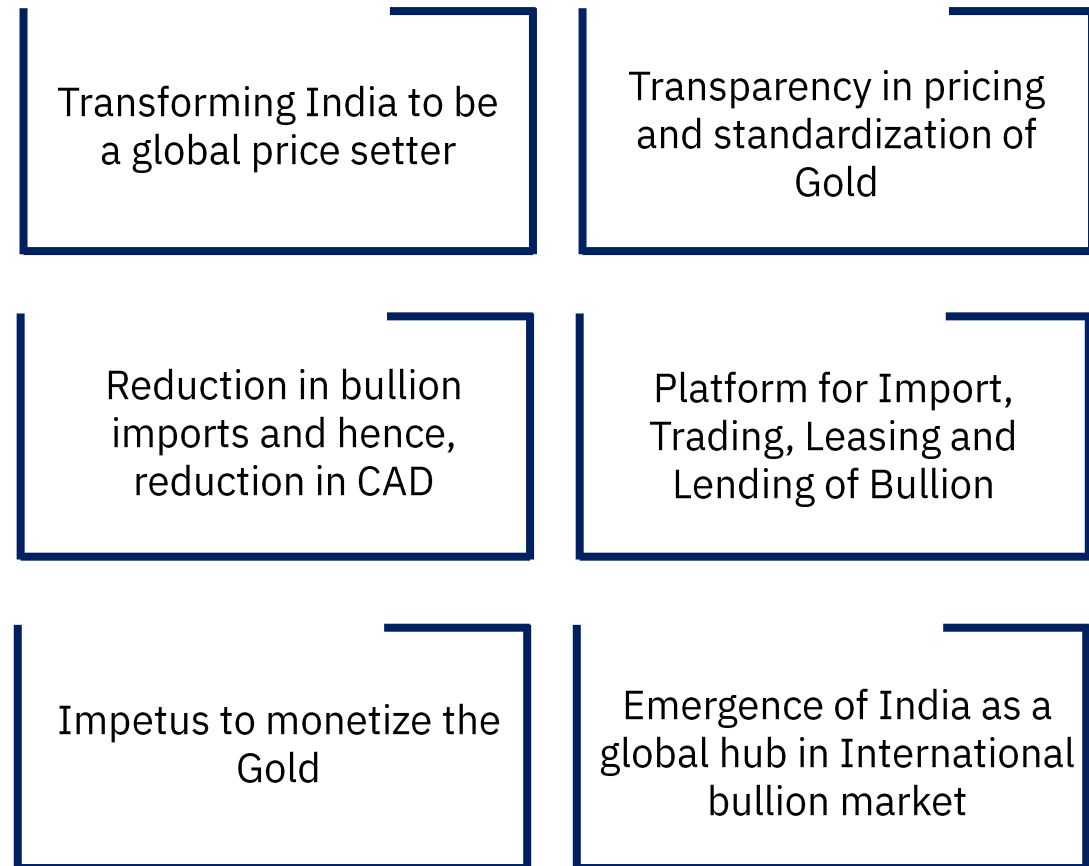 Transforming India to be
a global price setter
Transparency in pricing
and standardization of
Gold
Reduction in bullion
imports and hence,
reduction in CAD
Platform for Import,
Trading, Leasing and
Lending of Bullion
Impetus to monetize the
Gold
Emergence of India as a
global hub in International
bullion market